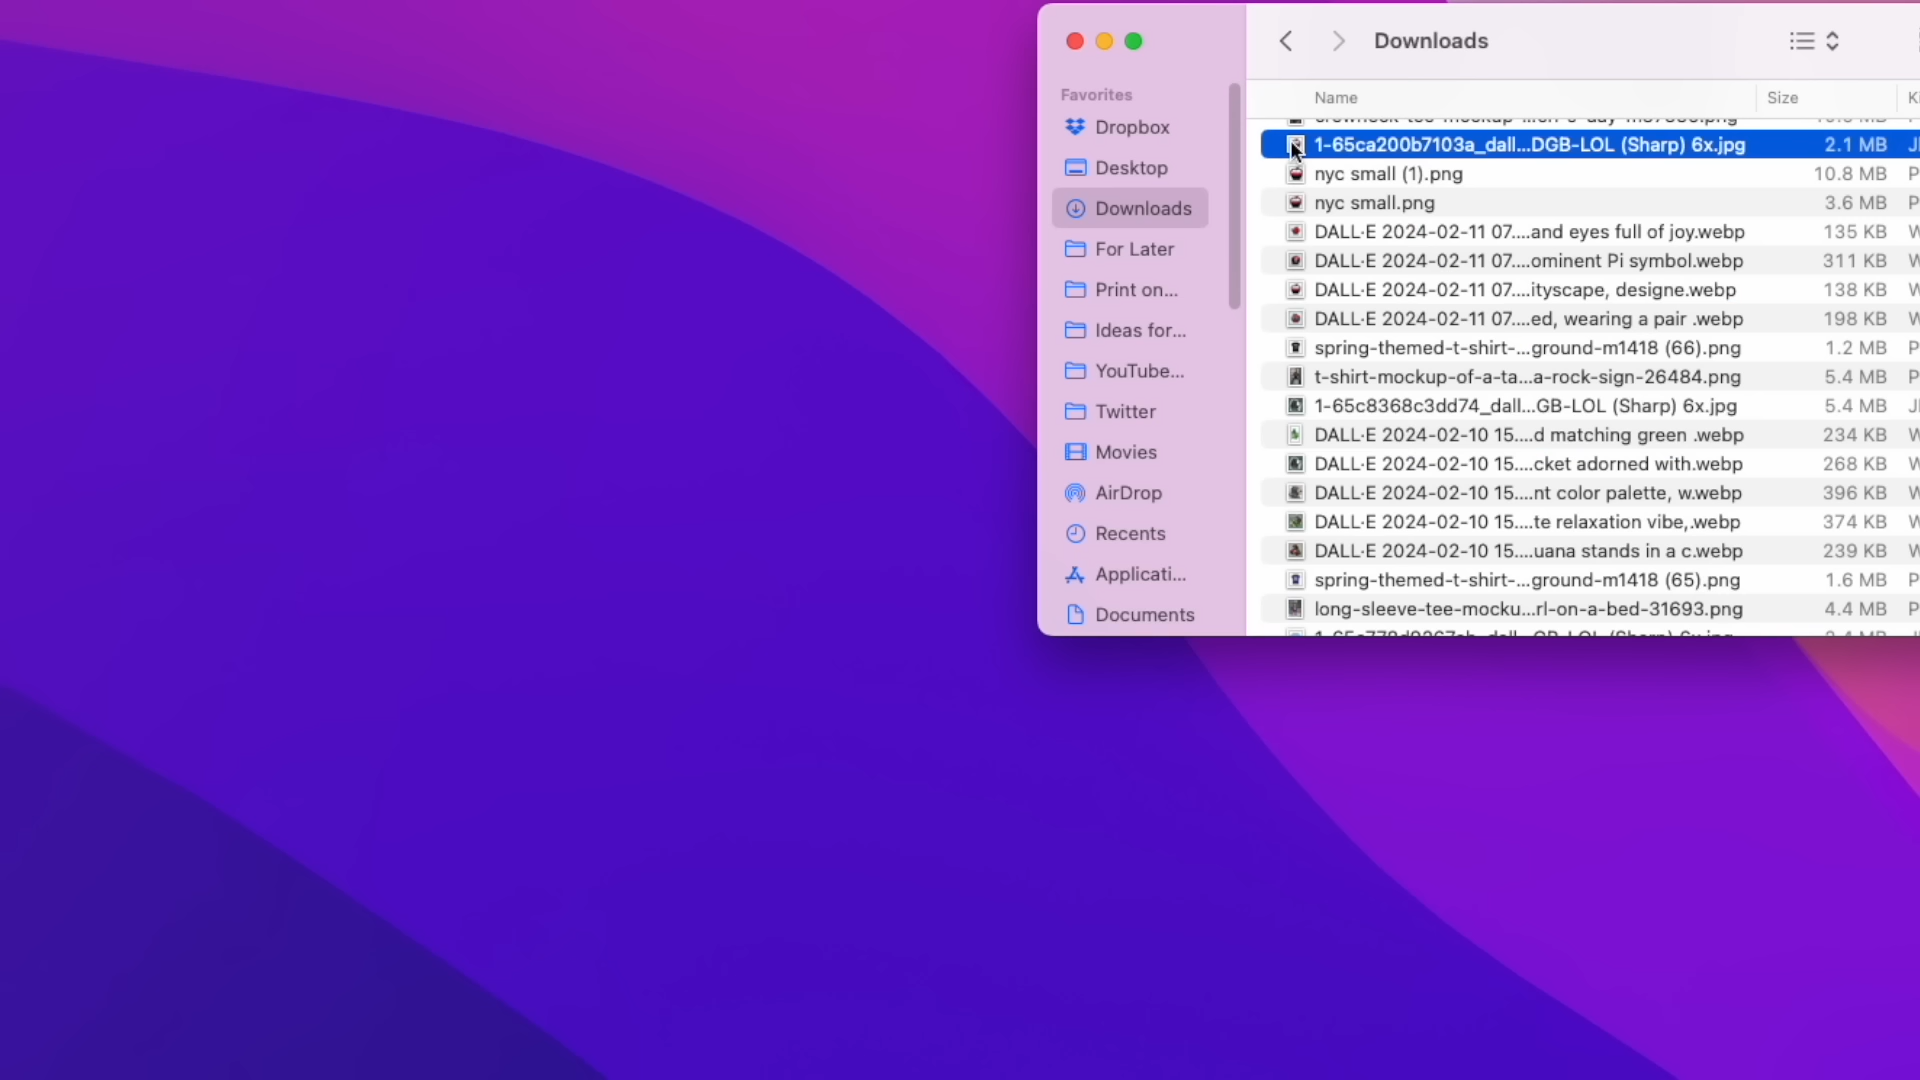 Downloads
Favorites
Dropbox
Desktop
Downloads
For Later
Print on...
Ideas for...
YouTube...
Twitter
Movies
AirDrop
Recents
Applicati...
Documents
Name Size
1-65ca200b7103a_dall...DGB-LOL (Sharp) 6x.jpg 2.1 MB
nyc small (1).png 10.8 MB
nyc small.png 3.6 MB
DALL·E 2024-02-11 07....and eyes full of joy.webp 135 KB
DALL·E 2024-02-11 07....ominent Pi symbol.webp 311 KB
DALL·E 2024-02-11 07....ityscape, designe.webp 138 KB
DALL·E 2024-02-11 07....ed, wearing a pair .webp 198 KB
spring-themed-t-shirt-...ground-m1418 (66).png 1.2 MB
t-shirt-mockup-of-a-ta...a-rock-sign-26484.png 5.4 MB
1-65c8368c3dd74_dall...GB-LOL (Sharp) 6x.jpg 5.4 MB
DALL·E 2024-02-10 15....d matching green .webp 234 KB
DALL·E 2024-02-10 15....cket adorned with.webp 268 KB
DALL·E 2024-02-10 15....nt color palette, w.webp 396 KB
DALL·E 2024-02-10 15....te relaxation vibe,.webp 374 KB
DALL·E 2024-02-10 15....uana stands in a c.webp 239 KB
spring-themed-t-shirt-...ground-m1418 (65).png 1.6 MB
long-sleeve-tee-mocku...rl-on-a-bed-31693.png 4.4 MB